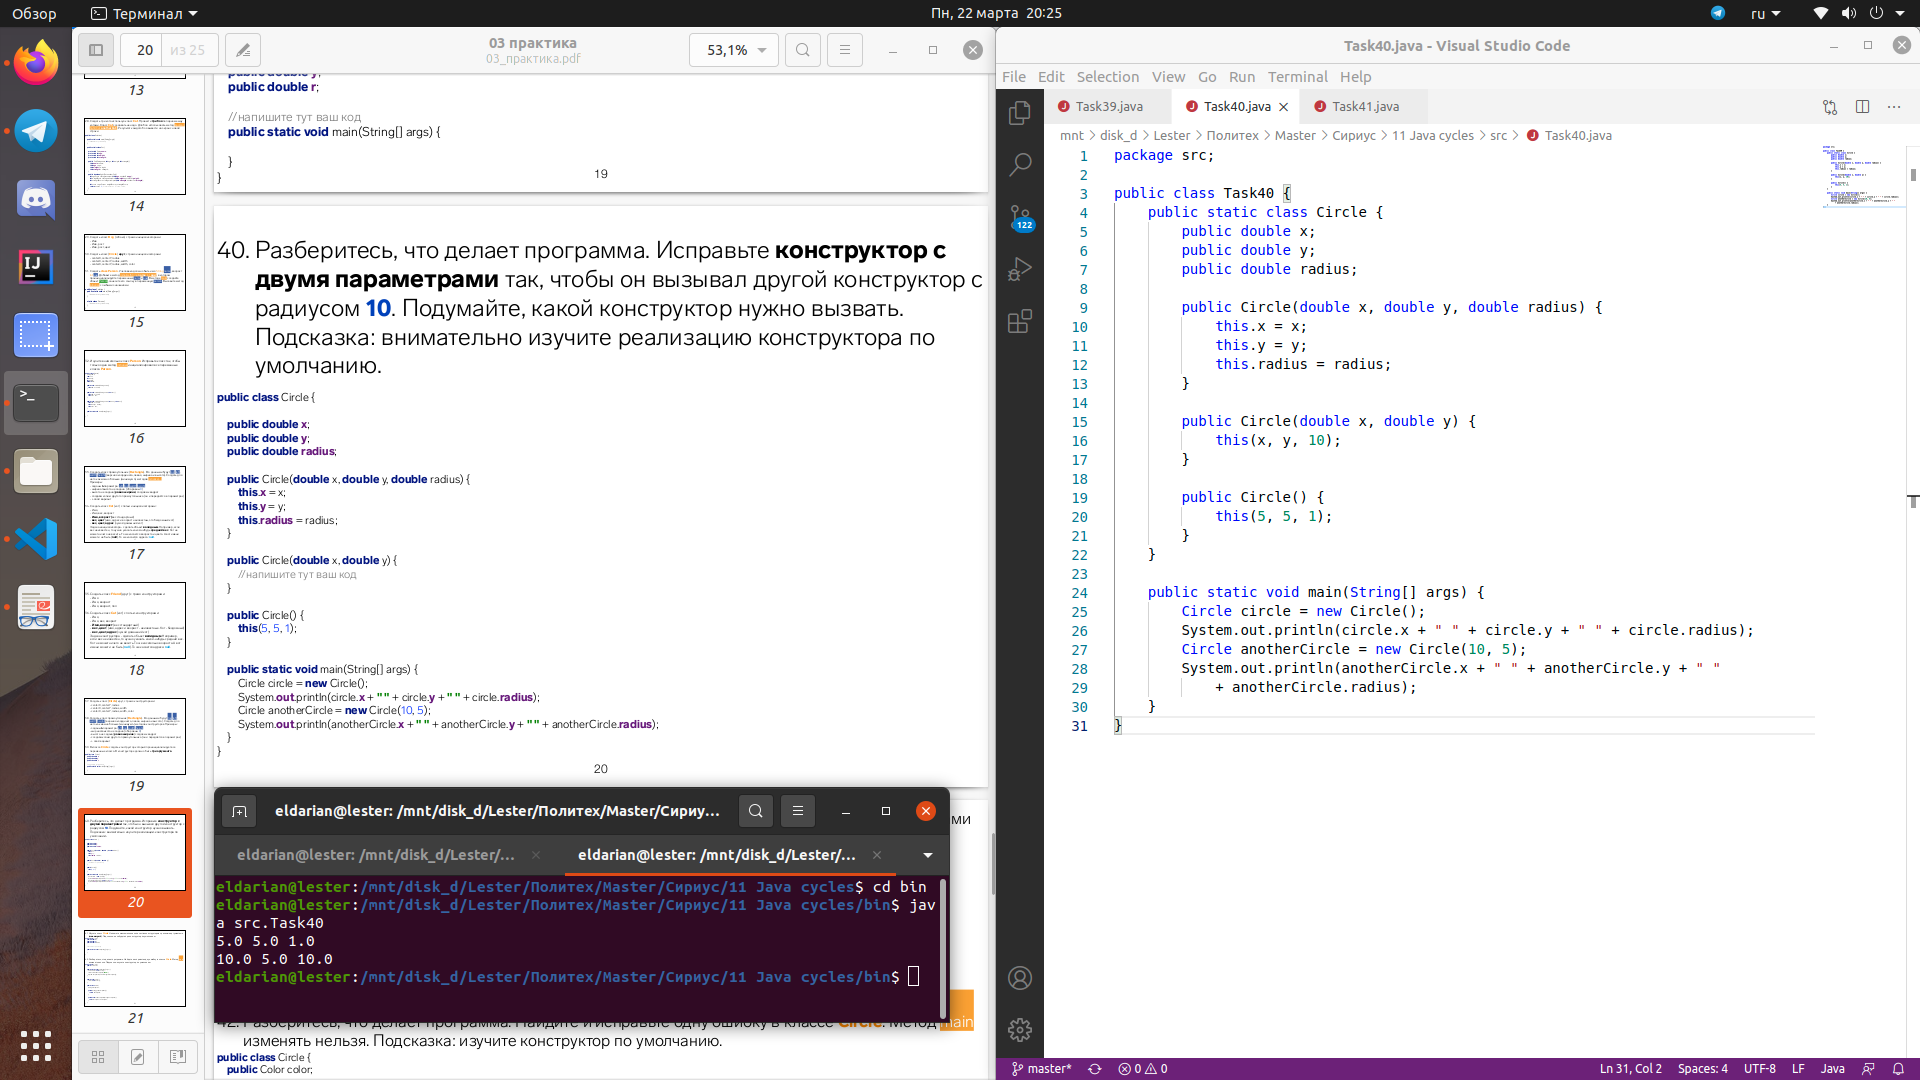 Обзор
Терминал
Пн, 22 марта 20:25
ru
20
из 25
03 практика
03_практика.pdf
53,1%
13
14
15
16
17
18
19
20
21
public double y;
public double r;
//напишите тут ваш код
public static void main(String[] args) {
}
}
19
40. Разберитесь, что делает программа. Исправьте конструктор с
двумя параметрами так, чтобы он вызывал другой конструктор с
радиусом 10. Подумайте, какой конструктор нужно вызвать.
Подсказка: внимательно изучите реализацию конструктора по
умолчанию.
public class Circle {
public double x;
public double y;
public double radius;
public Circle(double x, double y, double radius) {
this.x = x;
this.y = y;
this.radius = radius;
}
public Circle(double x, double y) {
//напишите тут ваш код
}
public Circle() {
this(5, 5, 1);
}
public static void main(String[] args) {
Circle circle = new Circle();
System.out.println(circle.x + " " + circle.y + " " + circle.radius);
Circle anotherCircle = new Circle(10, 5);
System.out.println(anotherCircle.x + " " + anotherCircle.y + " " + anotherCircle.radius);
}
}
20
ми
eldarian@lester: /mnt/disk_d/Lester/Политех/Master/Сириу...
eldarian@lester: /mnt/disk_d/Lester/...
eldarian@lester: /mnt/disk_d/Lester/...
eldarian@lester:/mnt/disk_d/Lester/Политех/Master/Сириус/11 Java cycles$ cd bin
eldarian@lester:/mnt/disk_d/Lester/Политех/Master/Сириус/11 Java cycles/bin$ jav
a src.Task40
5.0 5.0 1.0
10.0 5.0 10.0
eldarian@lester:/mnt/disk_d/Lester/Политех/Master/Сириус/11 Java cycles/bin$
42. Разберитесь, что делает программа. Найдите и исправьте одну ошибку в классе Circle. Метод main
изменять нельзя. Подсказка: изучите конструктор по умолчанию.
public class Circle {
public Color color;
Task40.java - Visual Studio Code
File Edit Selection View Go Run Terminal Help
Task39.java
Task40.java
Task41.java
mnt > disk_d > Lester > Политех > Master > Сириус > 11 Java cycles > src > Task40.java
122
1 package src;
2
3 public class Task40 {
4 public static class Circle {
5 public double x;
6 public double y;
7 public double radius;
8
9 public Circle(double x, double y, double radius) {
10 this.x = x;
11 this.y = y;
12 this.radius = radius;
13 }
14
15 public Circle(double x, double y) {
16 this(x, y, 10);
17 }
18
19 public Circle() {
20 this(5, 5, 1);
21 }
22 }
23
24 public static void main(String[] args) {
25 Circle circle = new Circle();
26 System.out.println(circle.x + " " + circle.y + " " + circle.radius);
27 Circle anotherCircle = new Circle(10, 5);
28 System.out.println(anotherCircle.x + " " + anotherCircle.y + " "
29 + anotherCircle.radius);
30 }
31 }
master*
0
0
Ln 31, Col 2
Spaces: 4
UTF-8
LF
Java